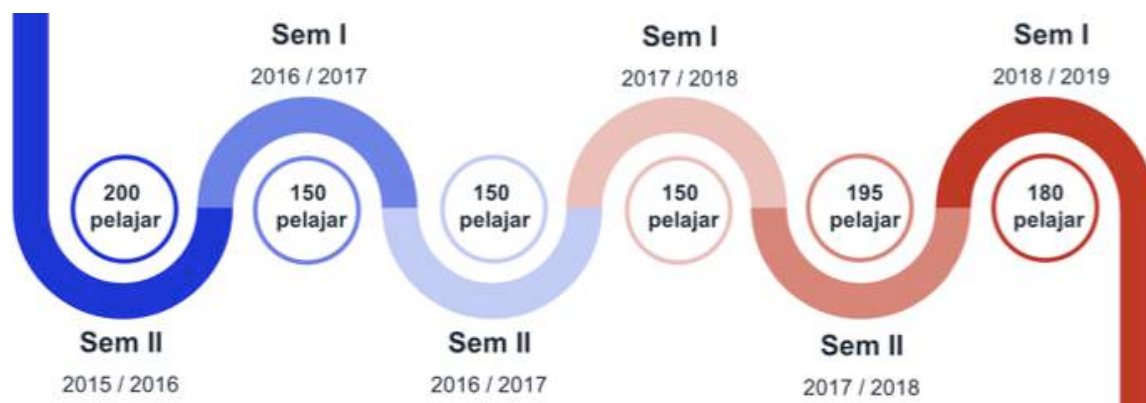 Sem I
2016 / 2017
Sem I
2017 / 2018
Sem I
2018 / 2019
200
pelajar
150
pelajar
150
pelajar
150
pelajar
195
pelajar
180
pelajar
Sem II
2015 / 2016
Sem II
2016 / 2017
Sem II
2017 / 2018